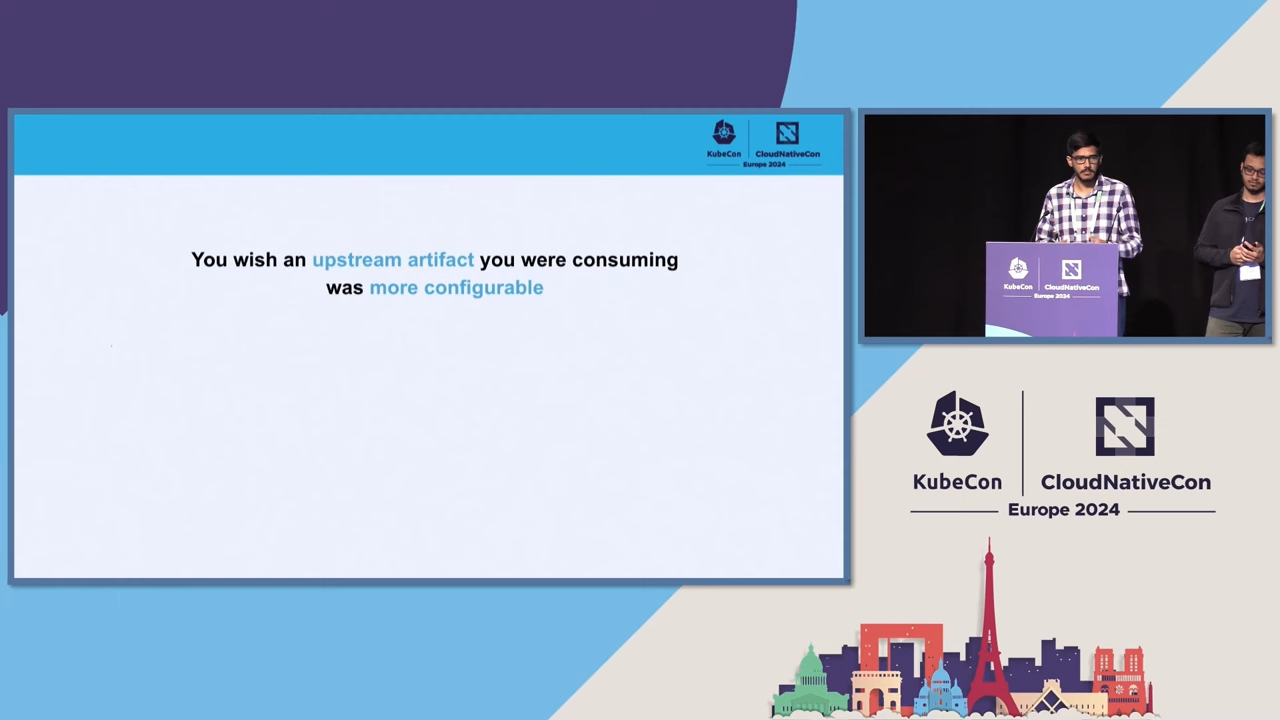 KubeCon
CloudNativeCon
Europe 2024
You wish an upstream artifact you were consuming
was more configurable
KubeCon
CloudNativeCon
Europe 2024
KubeCon
CloudNativeCon
Europe 2024